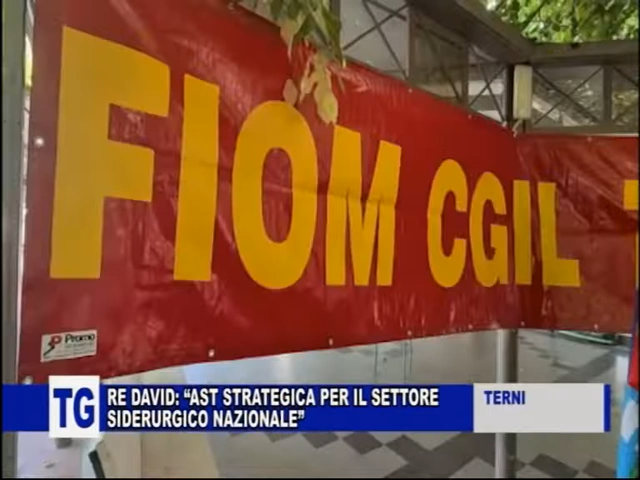 FIOM CGIL
Promo
TG
RE DAVID: “AST STRATEGICA PER IL SETTORE
SIDERURGICO NAZIONALE”
TERNI